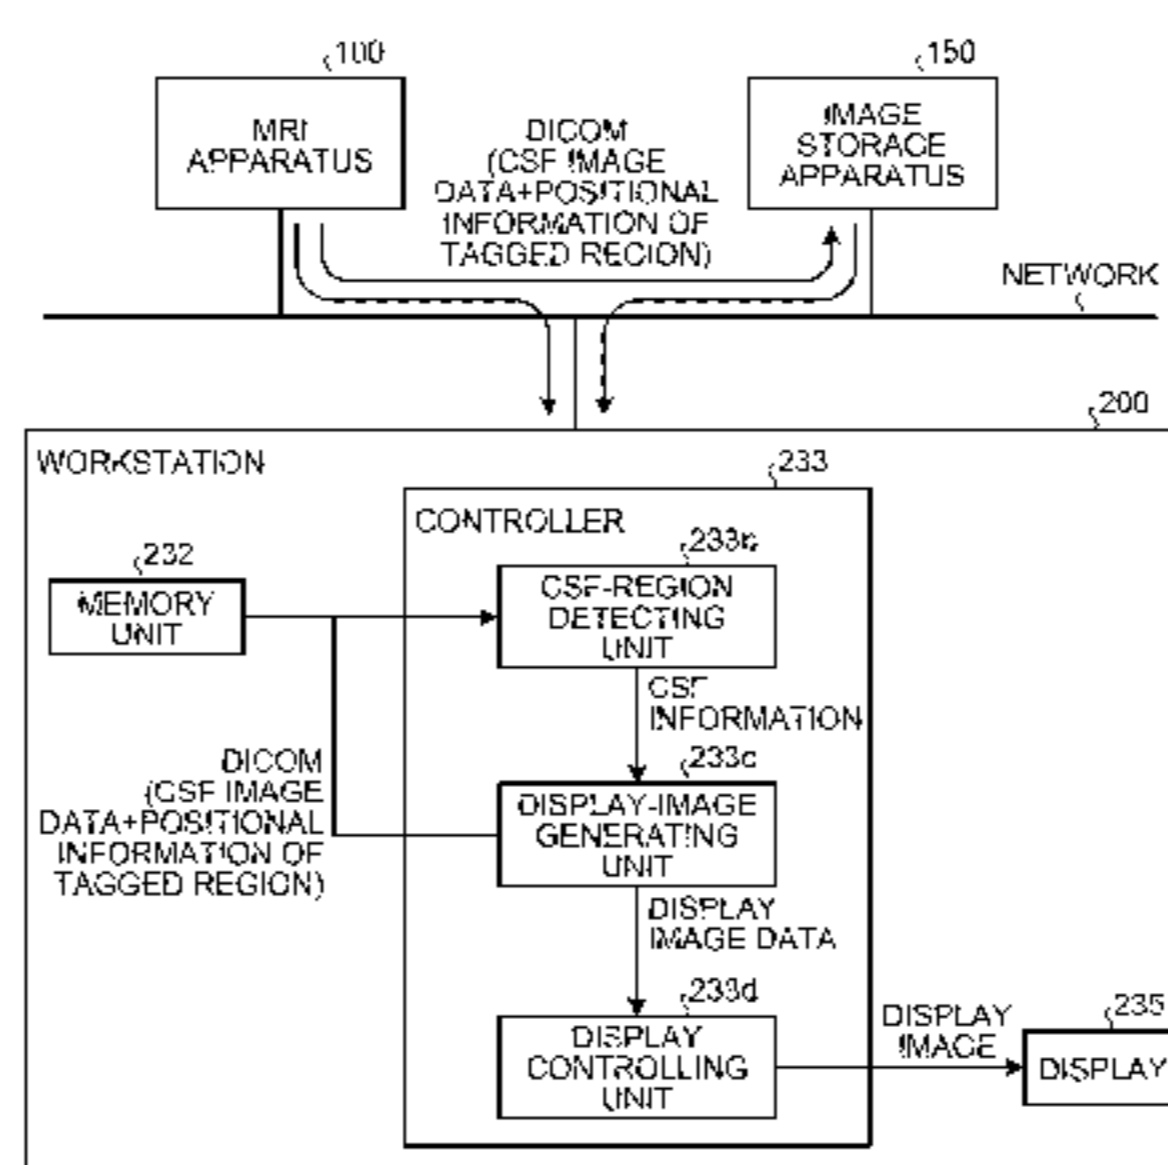 100
MRI
APPARATUS
DICOM
(CSF IMAGE
DATA+POSITIONAL
INFORMATION OF
TAGGED REGION)
150
IMAGE
STORAGE
APPARATUS
NETWORK
200
WORKSTATION
233
CONTROLLER
232
MEMORY
UNIT
CSF-REGION
DETECTING
UNIT
CSF
INFORMATION
DICOM
(CSF IMAGE
DATA+POSITIONAL
INFORMATION OF
TAGGED REGION)
233c
DISPLAY-IMAGE
GENERATING
UNIT
DISPLAY
IMAGE DATA
233d
DISPLAY
CONTROLLING
UNIT
DISPLAY
IMAGE
235
DISPLAY